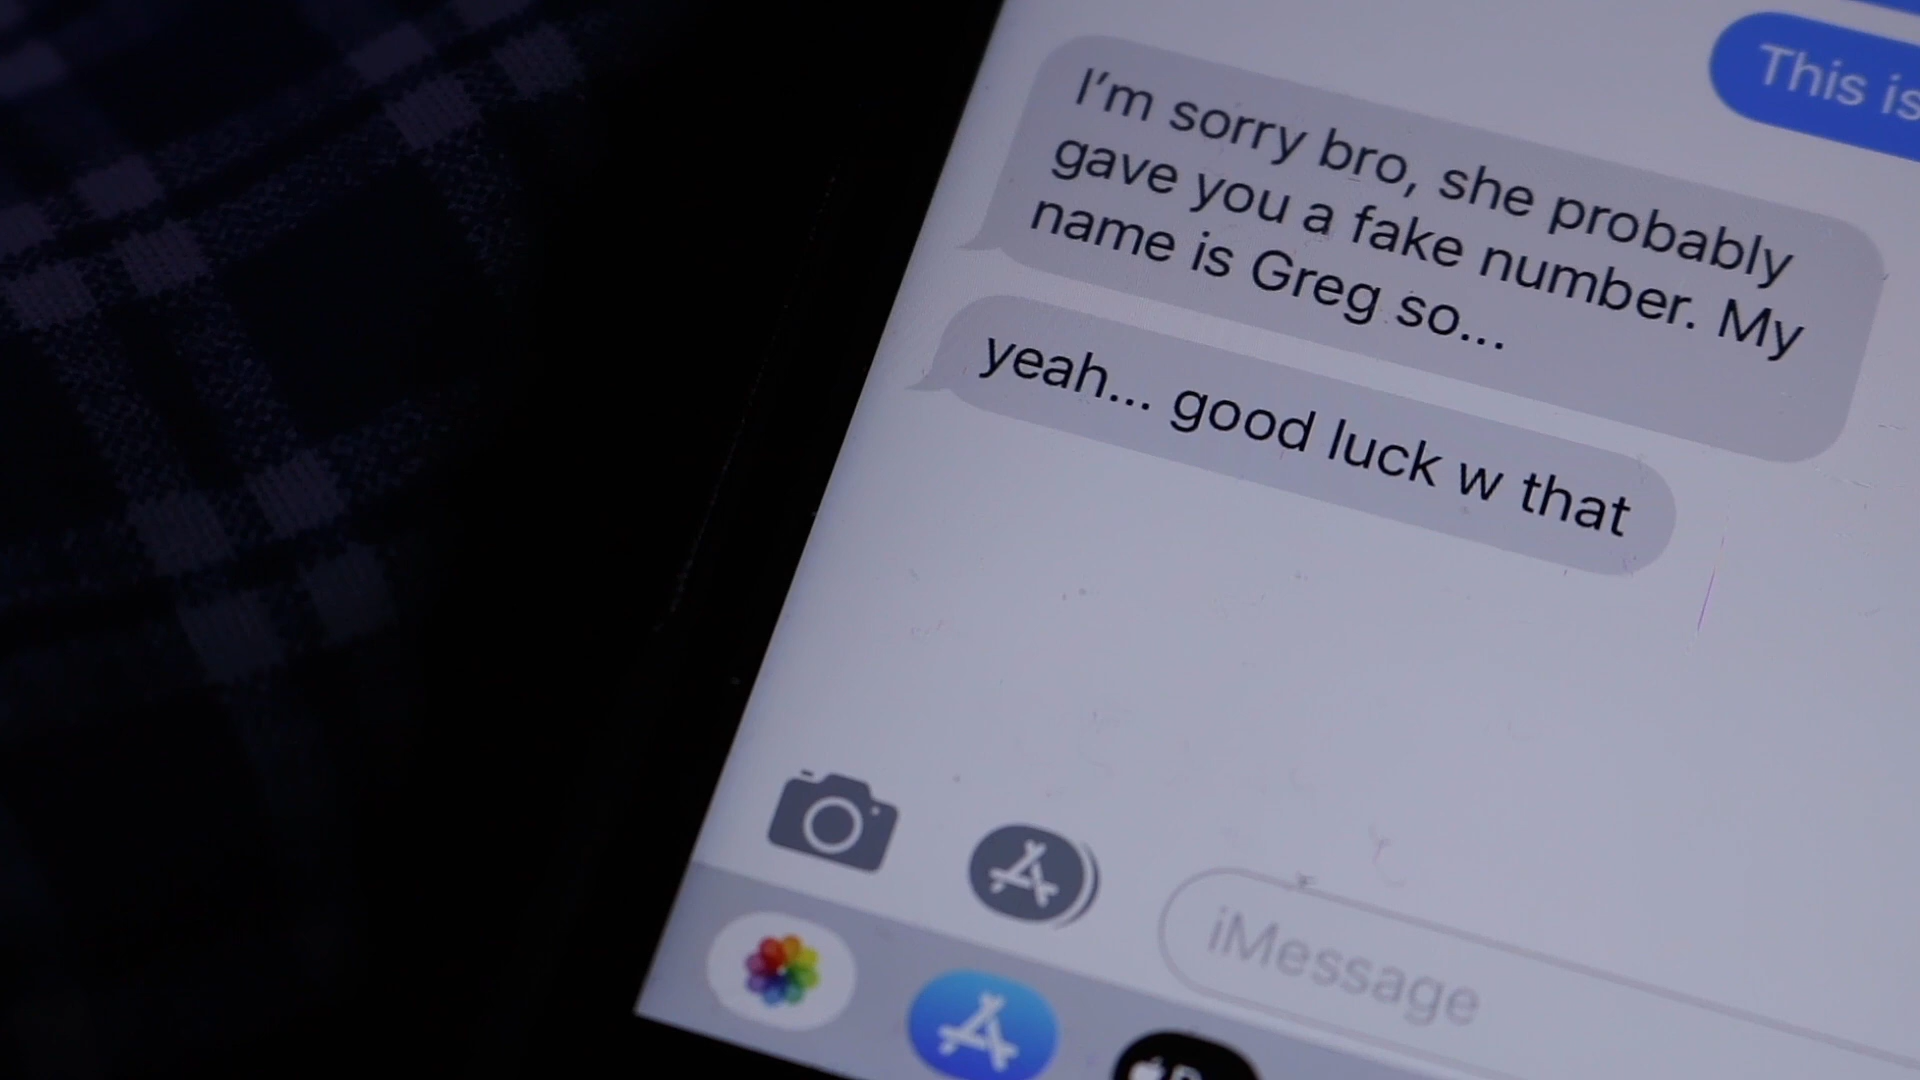 This is
I'm sorry bro, she probably
gave you a fake number. My
name is Greg so...
yeah... good luck w that
iMessage